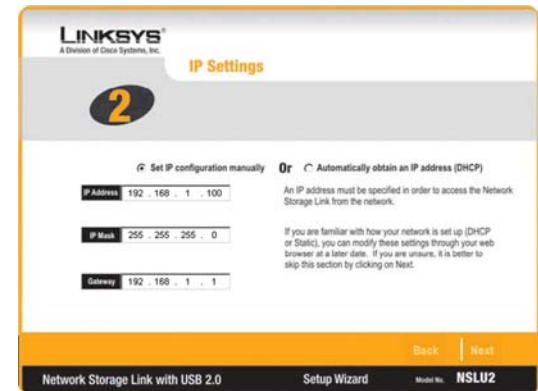 LINKSYS®
A Division of Cisco Systems, Inc.
IP Settings
2
Set IP configuration manually Or Automatically obtain an IP address (DHCP)
IP Address 192 . 168 . 1 . 100
An IP address must be specified in order to access the Network
Storage Link from the network.
IP Mask 255 . 255 . 255 . 0
If you are familiar with how your network is set up (DHCP
or Static), you can modify these settings through your web
browser at a later date. If you are unsure, it is better to
skip this section by clicking on Next.
Gateway 192 . 168 . 1 . 1
Back Next
Network Storage Link with USB 2.0 Setup Wizard Model No. NSLU2